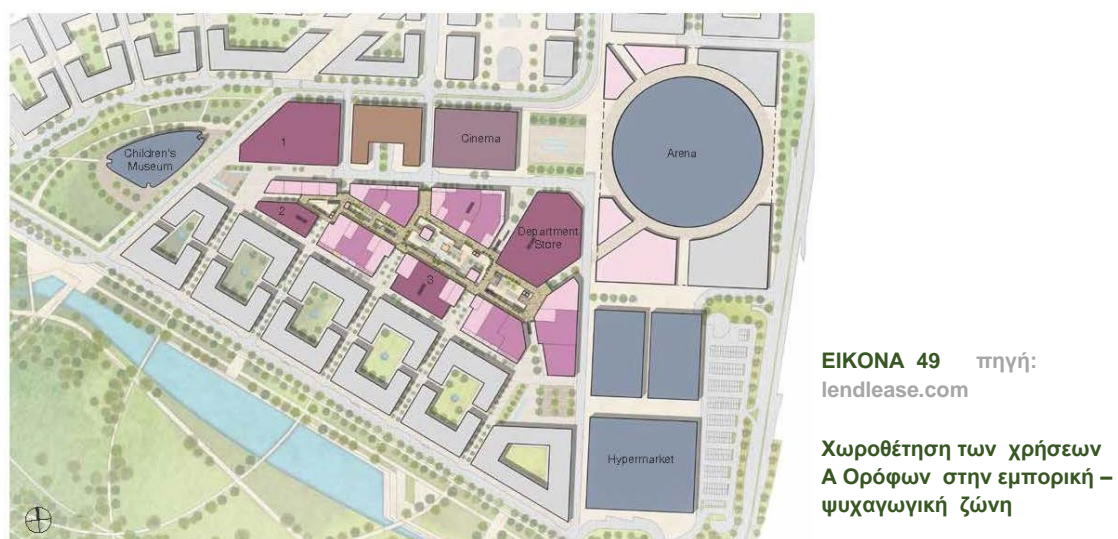 Children's
Museum
1
Cinema
Arena
2
Department
Store
3
Hypermarket
ΕΙΚΟΝΑ 49 πηγή:
lendlease.com
Χωροθέτηση των χρήσεων
Α Ορόφων στην εμπορική –
ψυχαγωγική ζώνη